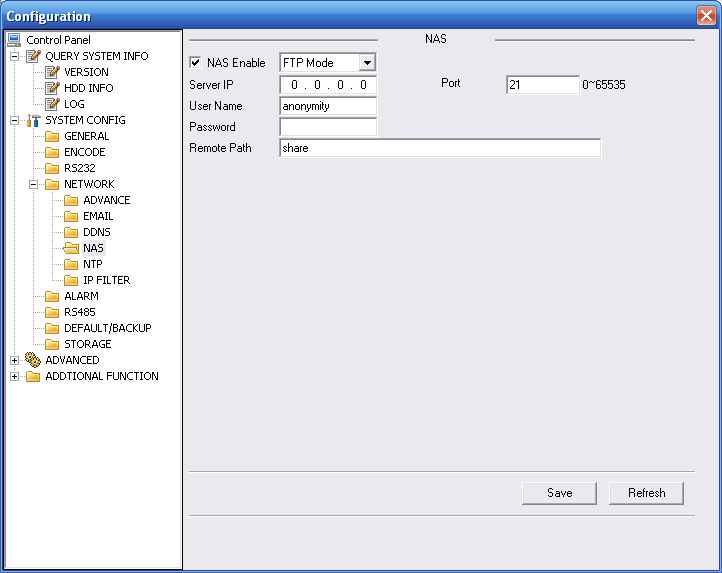 Configuration
Control Panel
QUERY SYSTEM INFO
VERSION
HDD INFO
LOG
SYSTEM CONFIG
GENERAL
ENCODE
RS232
NETWORK
ADVANCE
EMAIL
DDNS
NAS
NTP
IP FILTER
ALARM
RS485
DEFAULT/BACKUP
STORAGE
ADVANCED
ADDTIONAL FUNCTION
NAS
NAS Enable FTP Mode
Server IP 0 . 0 . 0 . 0 Port 21 0~65535
User Name anonymity
Password
Remote Path share
Save Refresh